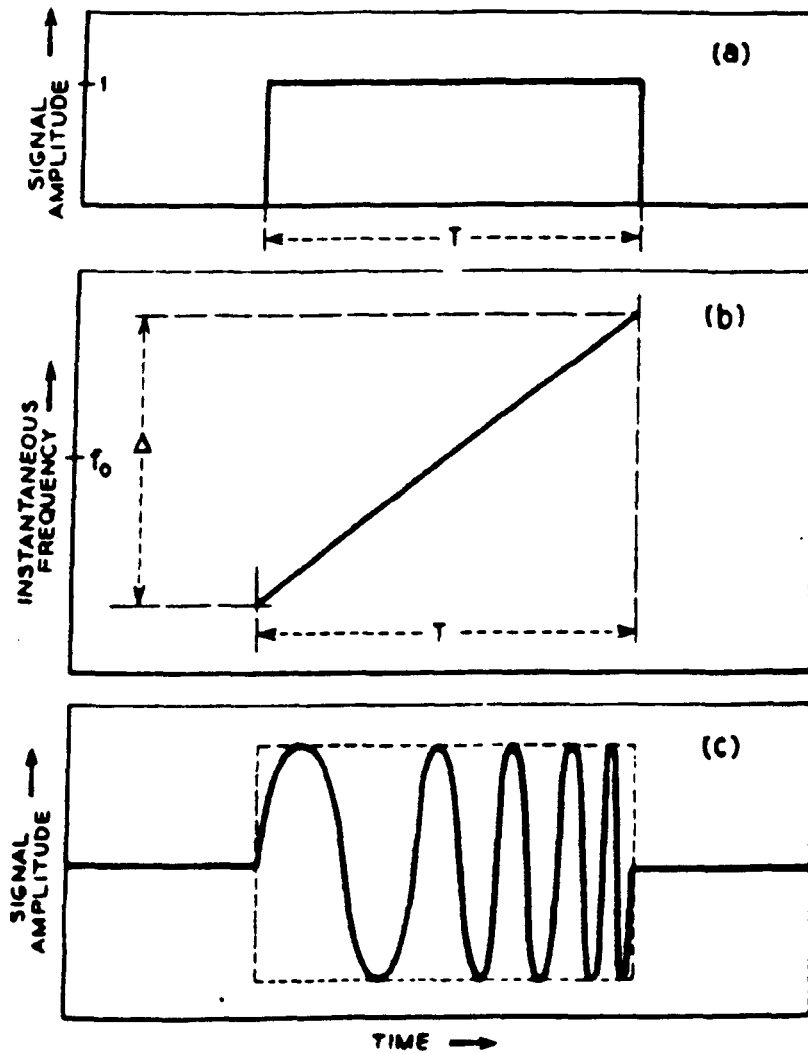 SIGNAL
AMPLITUDE
1
(a)
T
INSTANTANEOUS
FREQUENCY
f₀
Δ
(b)
T
SIGNAL
AMPLITUDE
(c)
TIME